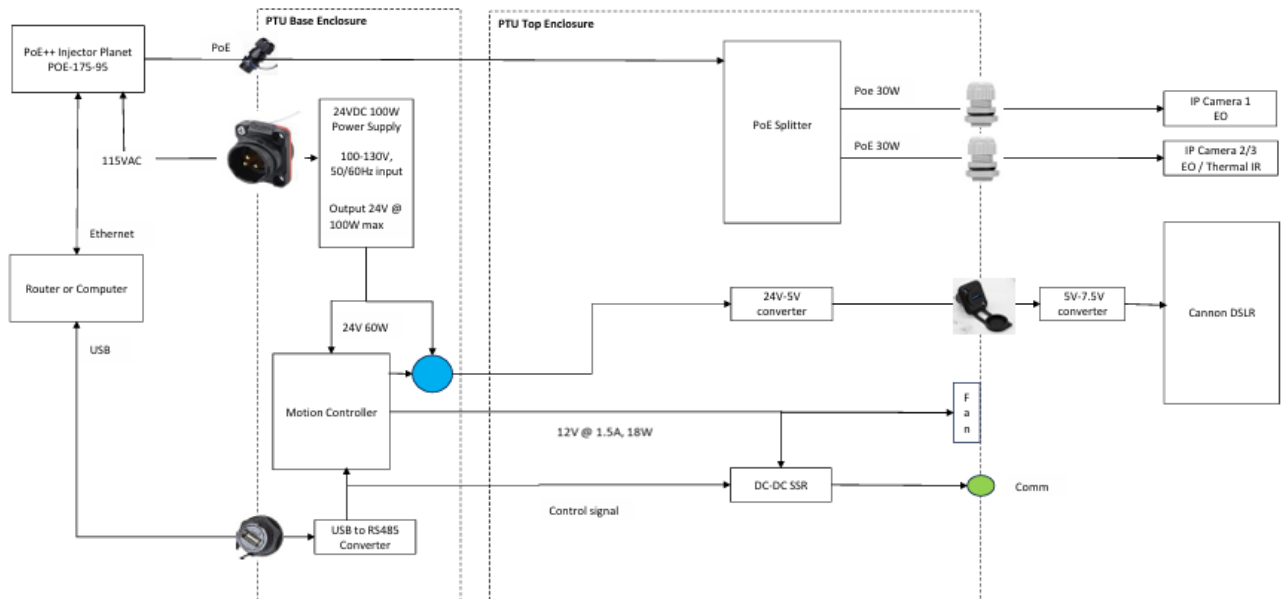 PTU Base Enclosure
PTU Top Enclosure
PoE++ Injector Planet
POE-175-95
PoE
24VDC 100W
Power Supply
100-130V,
50/60Hz input
Output 24V @
100W max
115VAC
PoE Splitter
Poe 30W
PoE 30W
IP Camera 1
EO
IP Camera 2/3
EO / Thermal IR
Ethernet
Router or Computer
USB
24V 60W
24V-5V
converter
5V-7.5V
converter
Cannon DSLR
Motion Controller
12V @ 1.5A, 18W
F
a
n
DC-DC SSR
Comm
Control signal
USB to RS485
Converter